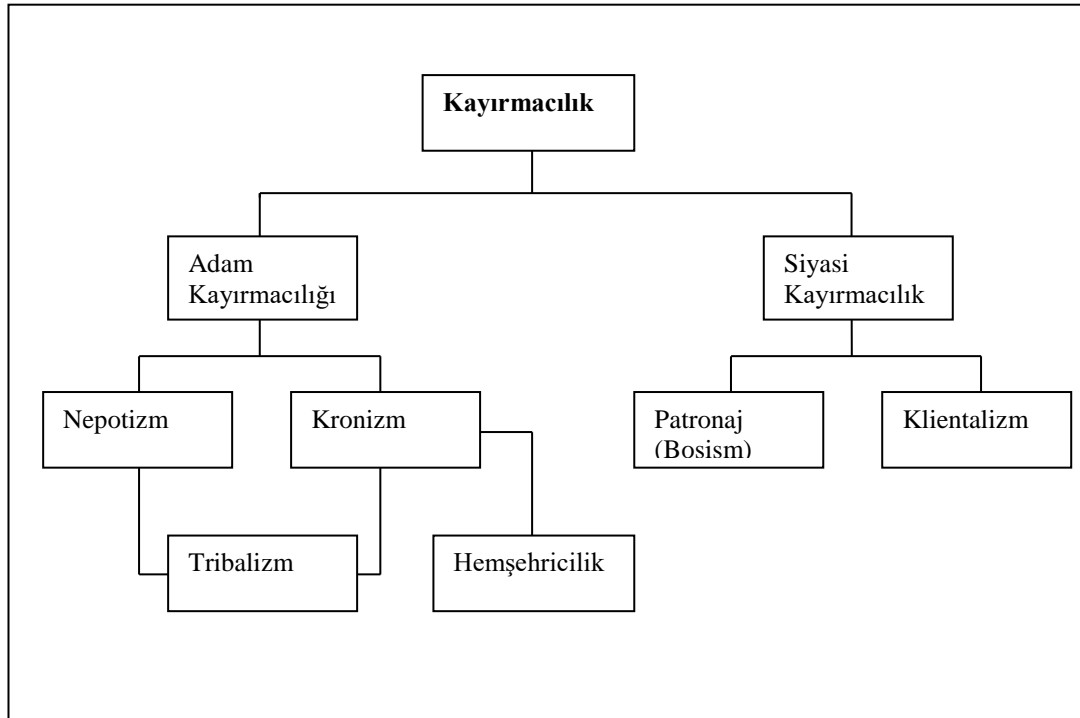 Kayırmacılık
Adam
Kayırmacılığı
Siyasi
Kayırmacılık
Nepotizm
Kronizm
Patronaj
(Bosism)
Klientalizm
Tribalizm
Hemşehricilik